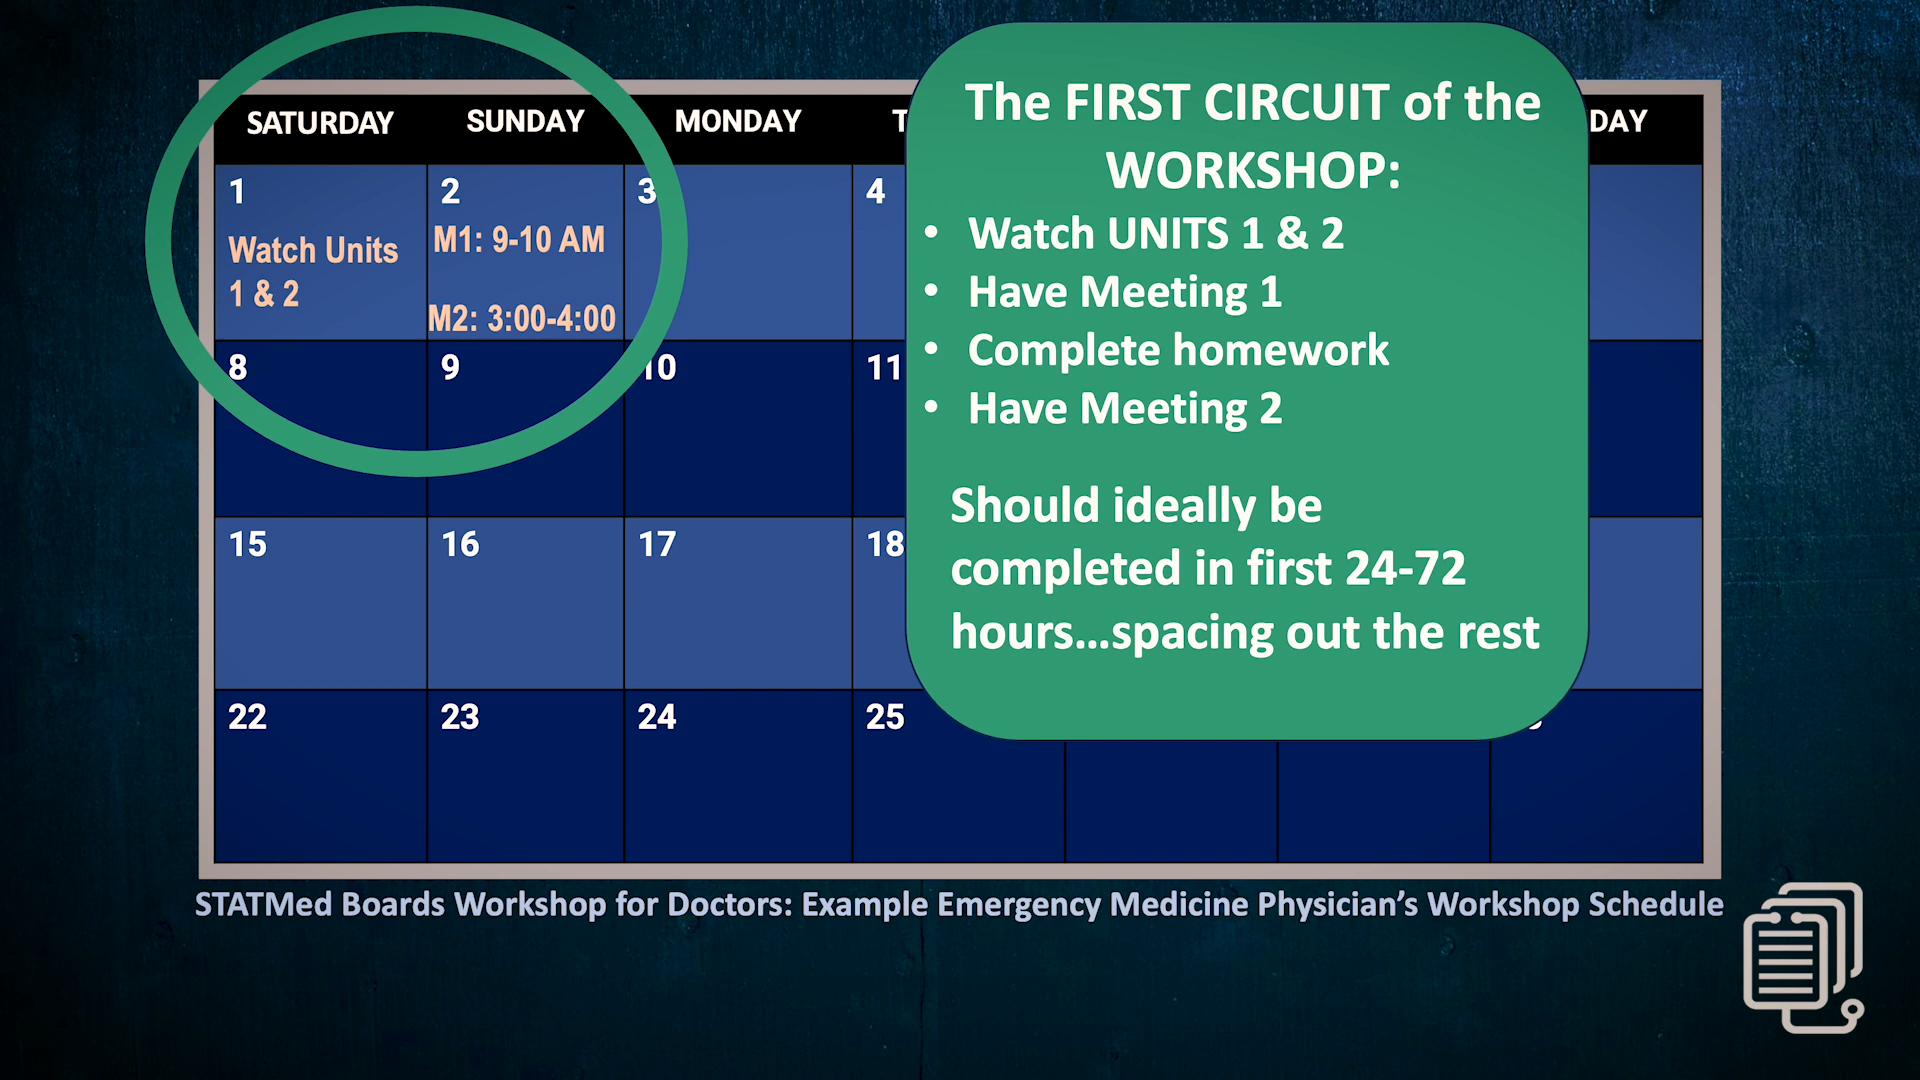 SATURDAY
SUNDAY
MONDAY
1
2
3
4
Watch Units
1 & 2
M1: 9-10 AM
M2: 3:00-4:00
8
9
10
11
15
16
17
18
22
23
24
25
The FIRST CIRCUIT of the
WORKSHOP:
• Watch UNITS 1 & 2
• Have Meeting 1
• Complete homework
• Have Meeting 2
Should ideally be
completed in first 24-72
hours...spacing out the rest
STATMed Boards Workshop for Doctors: Example Emergency Medicine Physician’s Workshop Schedule